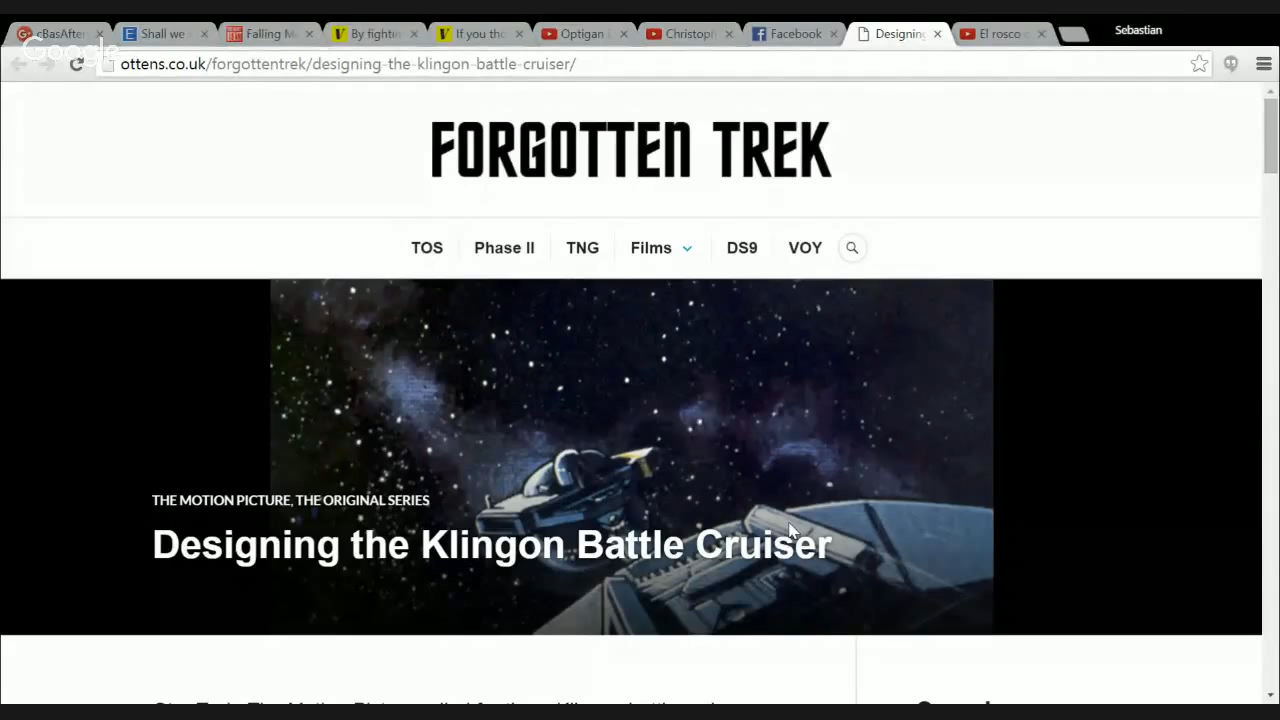 cBasAfter
Shall we
Falling M
By fightin
If you tho
Optigan
Christoph
Facebook
Designing
El rosco
Sebastian
Google
ottens.co.uk/forgottentrek/designing-the-klingon-battle-cruiser/
FORGOTTEN TREK
TOS Phase II TNG Films DS9 VOY
THE MOTION PICTURE, THE ORIGINAL SERIES
Designing the Klingon Battle Cruiser